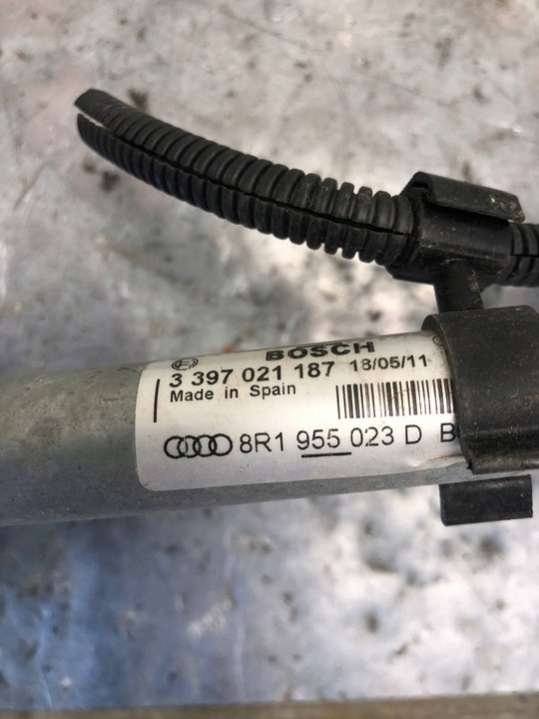 BOSCH
3 397 021 187 18/05/11
Made in Spain
8R1 955 023 D